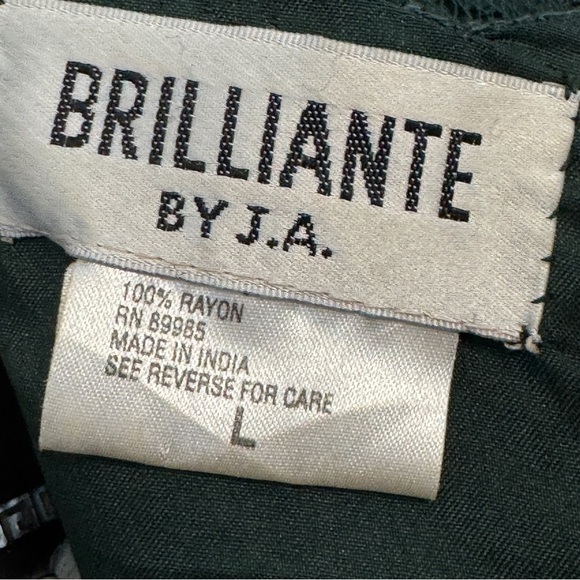 BRILLIANTE
BY J.A.
100% RAYON
RN 89985
MADE IN INDIA
SEE REVERSE FOR CARE
L